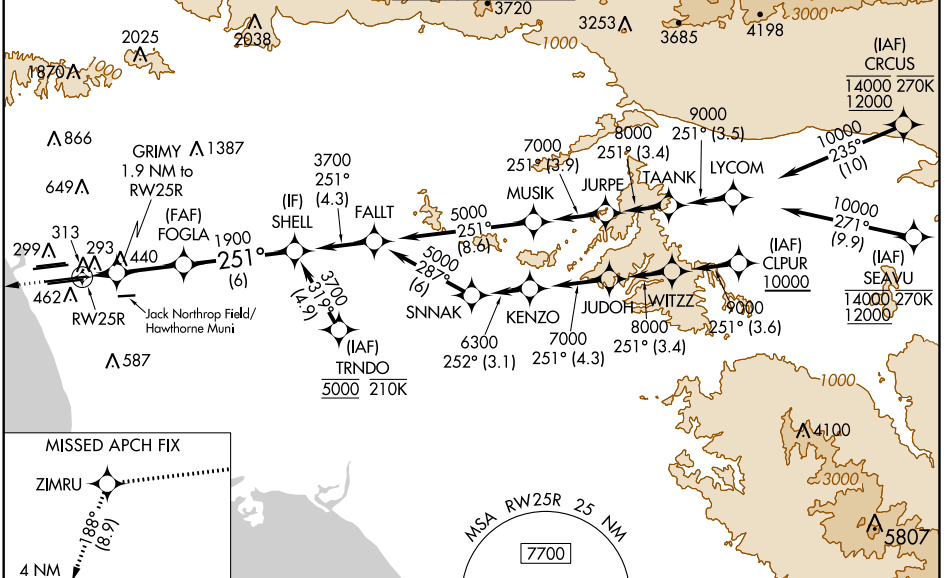 3720
2025
2038
3253
3685
4198
3000
1000
1870
1000
(IAF)
CRCUS
14000 270K
12000
866
GRIMY
1.9 NM to
RW25R
1387
649
3700
251°
(4.3)
7000
251° (3.9)
8000
251° (3.4)
9000
251° (3.5)
10000
235°
(10)
MUSIK
JURPE
TAANK
LYCOM
(IF)
SHELL
FALLT
5000
251°
(8.6)
10000
271°
(9.9)
(FAF)
FOGLA
1900
251°
(6)
299
313
293
440
462
RW25R
Jack Northrop Field/
Hawthorne Muni
5000
287°
(6)
3700
319°
(4.9)
(IAF)
CLPUR
10000
(IAF)
SEAVU
14000 270K
12000
SNNAK
KENZO
JUDOH
WITZZ
6300
252° (3.1)
7000
251° (4.3)
8000
251° (3.4)
9000
251° (3.6)
(IAF)
TRNDO
5000 210K
587
1000
4100
3000
5807
MISSED APCH FIX
ZIMRU
188°
(8.9)
4 NM
MSA RW25R 25 NM
7700